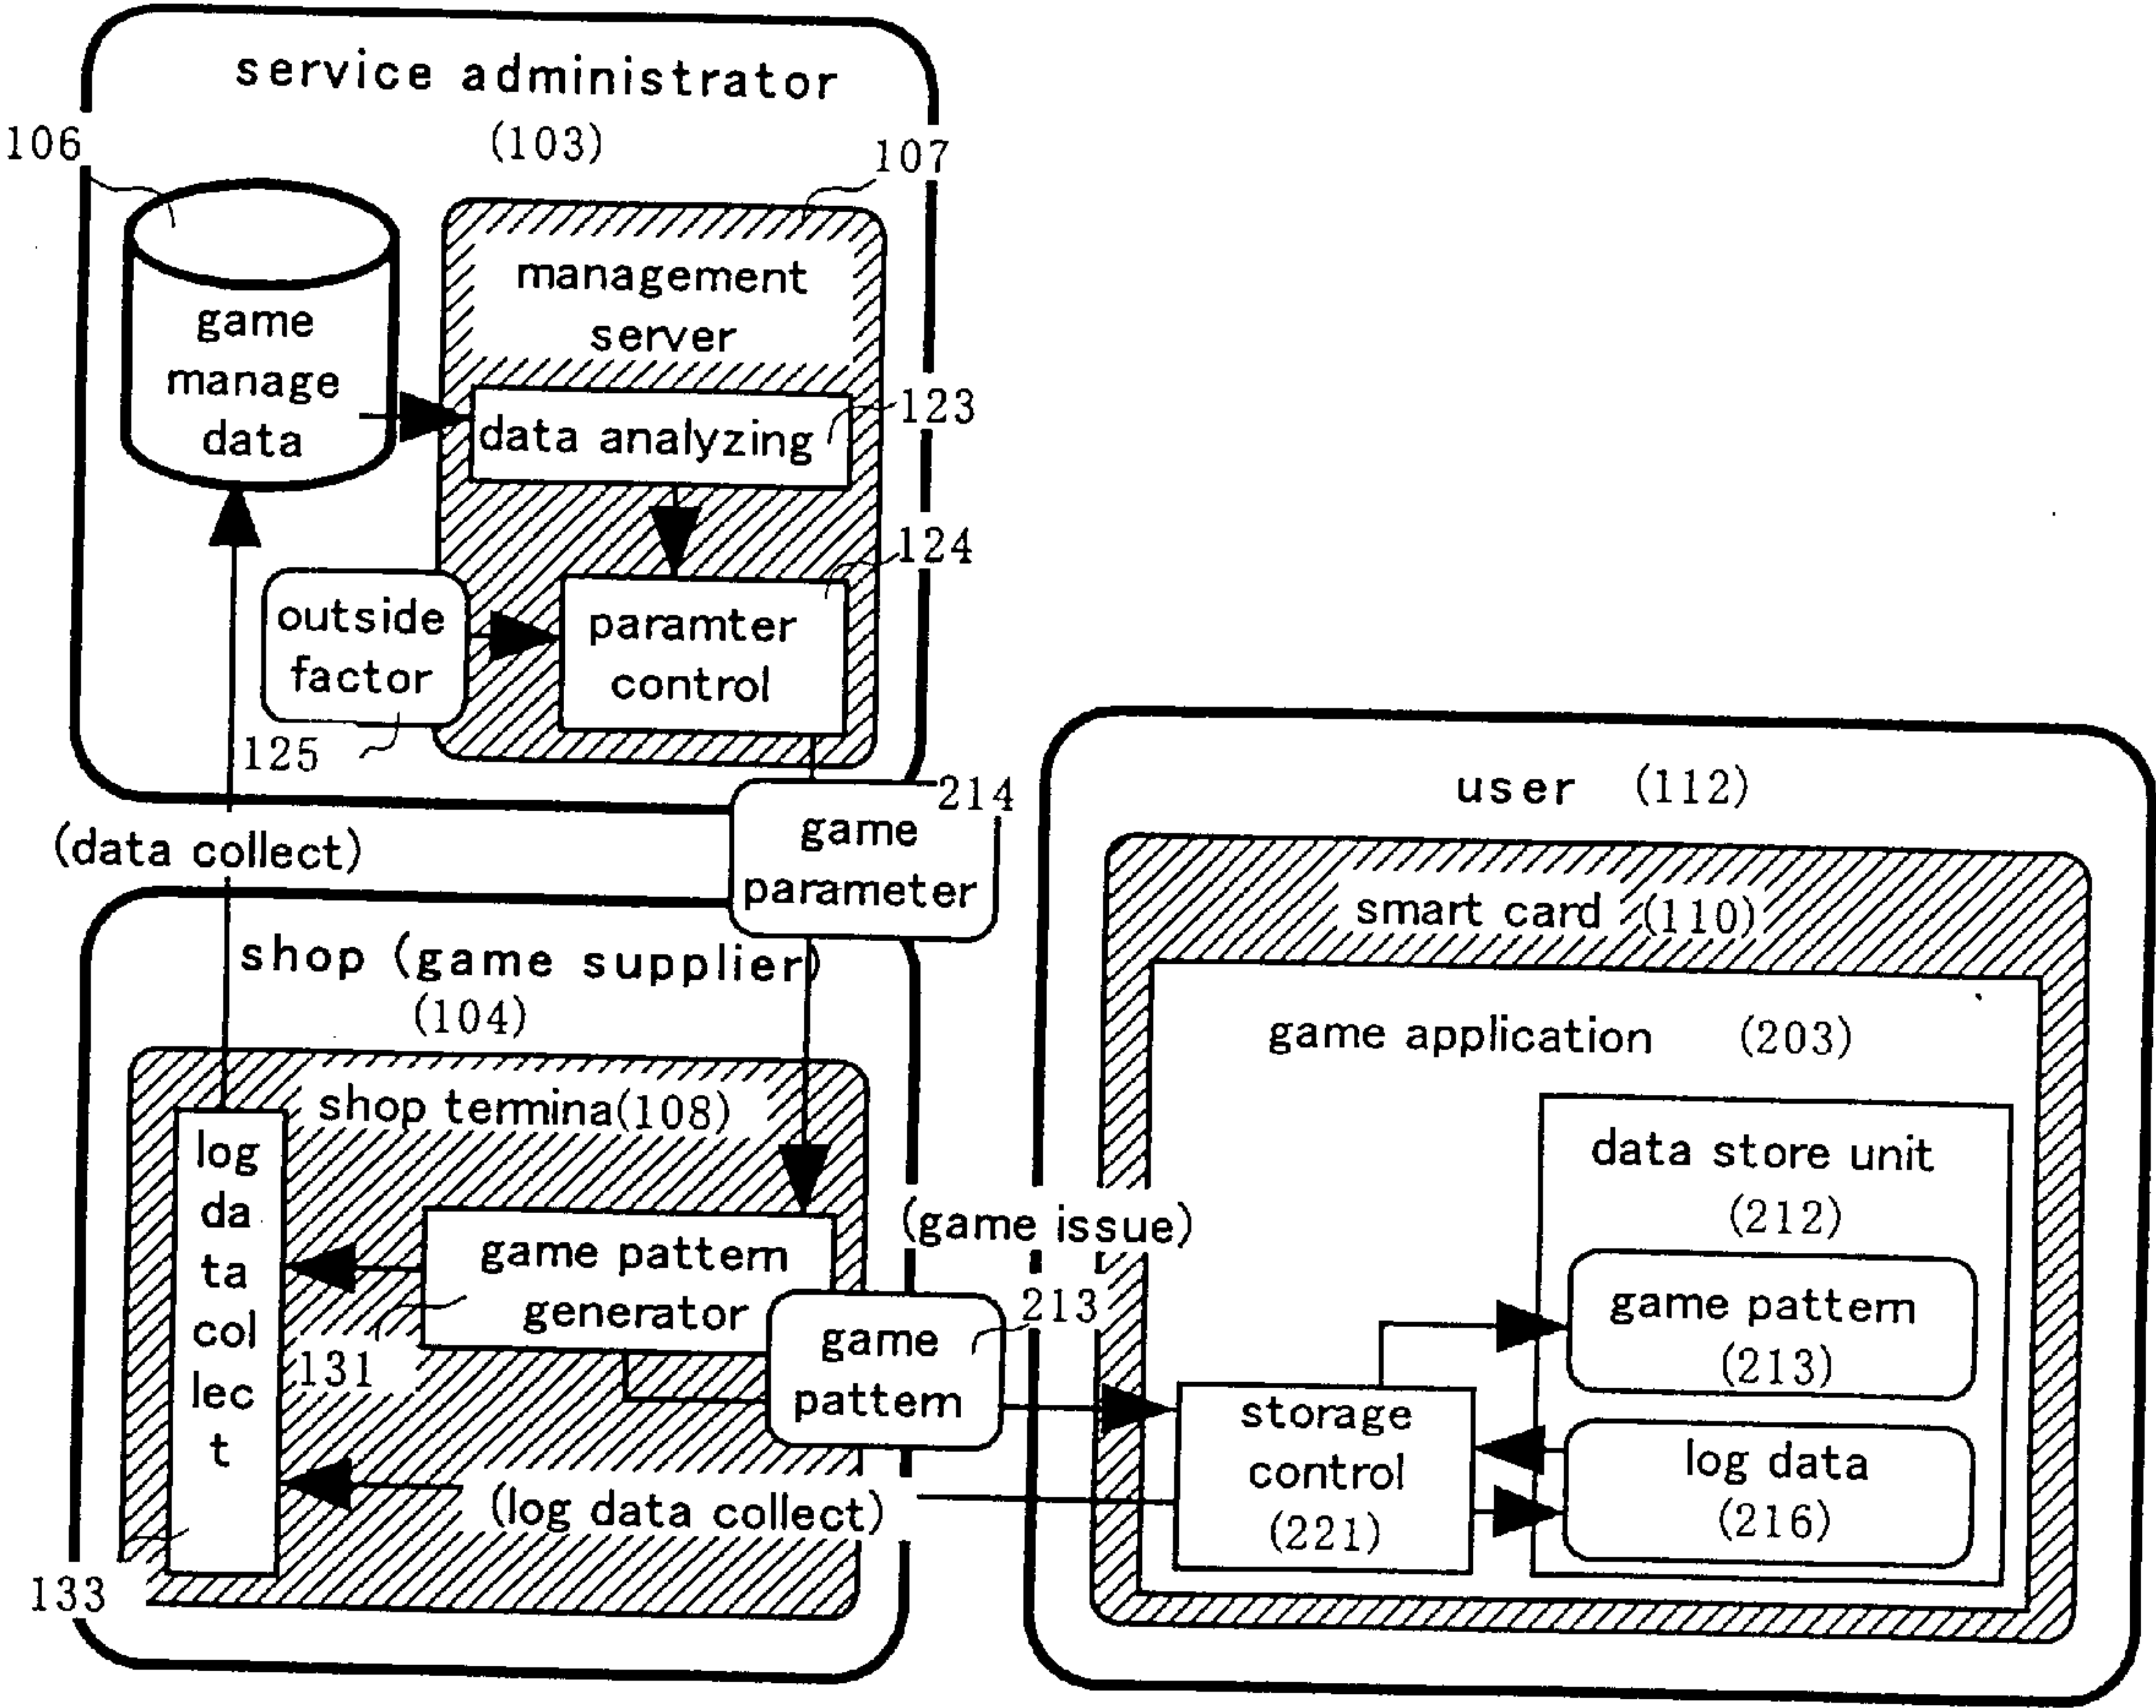 service administrator
(103)
106
107
game
manage
data
management
server
data analyzing
123
124
outside
factor
125
paramter
control
214
game
parameter
(data collect)
shop (game supplier)
(104)
shop termina(108)
log
da
ta
col
lec
t
game pattem
generator
131
133
(game issue)
213
game
pattem
(log data collect)
user (112)
smart card (110)
game application (203)
data store unit
(212)
game pattem
(213)
storage
control
(221)
log data
(216)